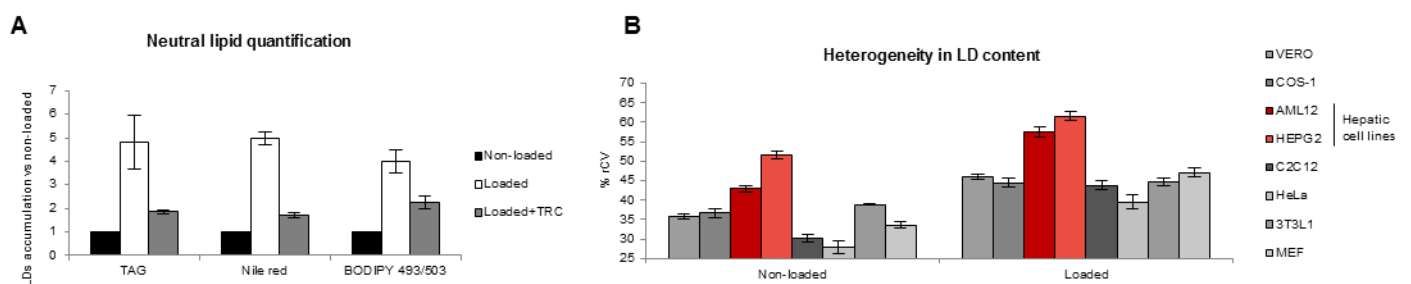 A
Neutral lipid quantification
LDs accumulation vs non-loaded
7
6
5
4
3
2
1
0
TAG
Nile red
BODIPY 493/503
Non-loaded
Loaded
Loaded+TRC
B
Heterogeneity in LD content
% rCV
70
65
60
55
50
45
40
35
30
25
Non-loaded
Loaded
VERO
COS-1
AML12
HEPG2
C2C12
HeLa
3T3L1
MEF
Hepatic
cell lines